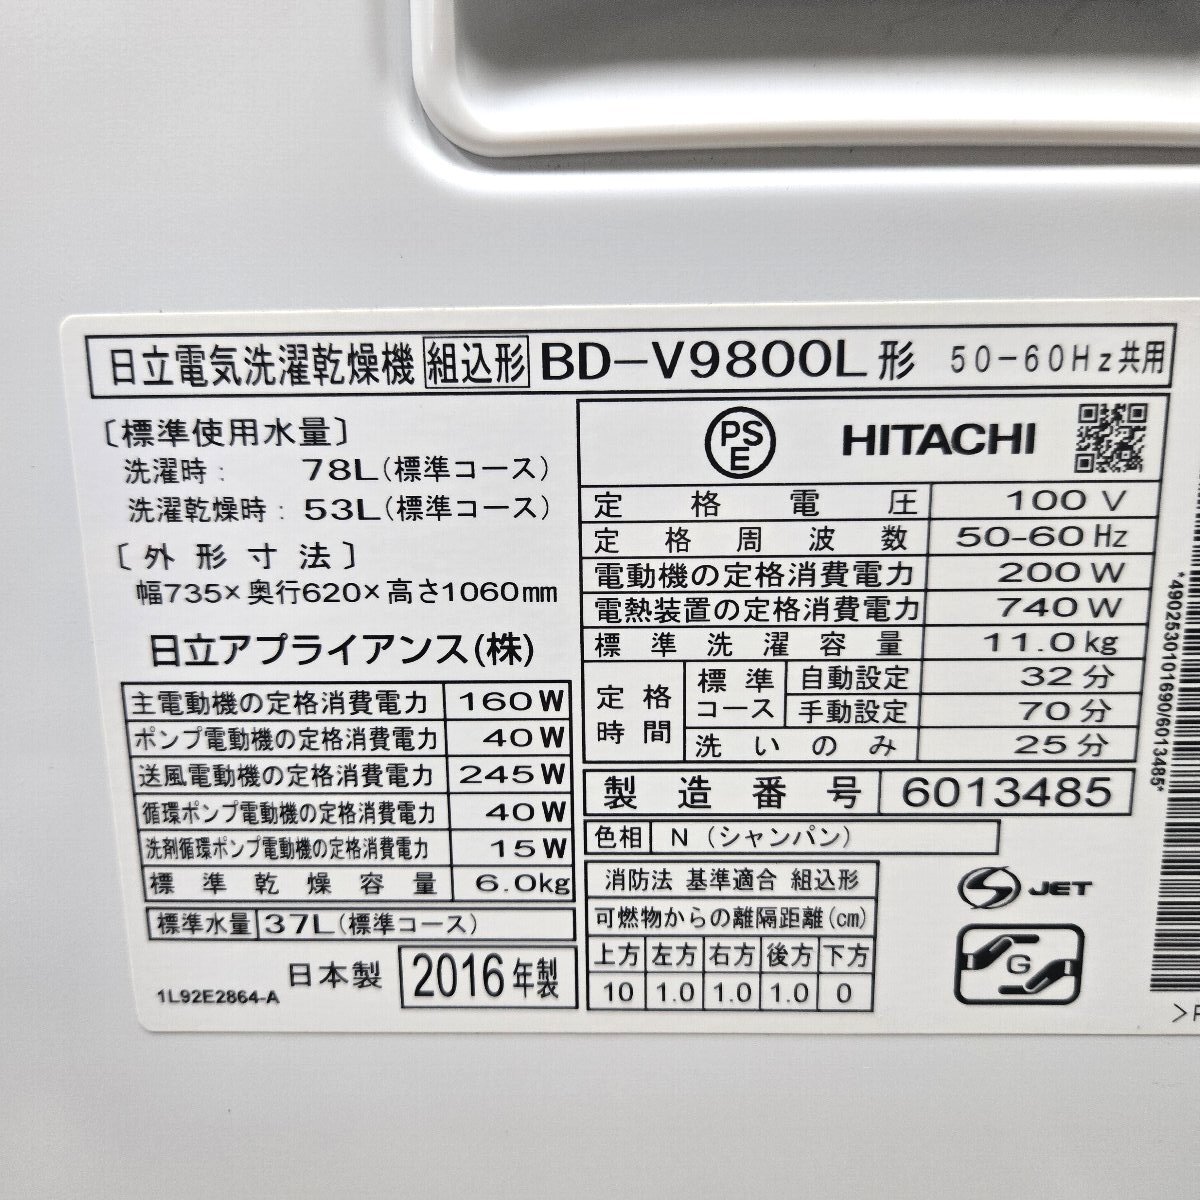 日立電気洗濯乾燥機 組込形 BD-V9800L形 50-60Hz共用
〔標準使用水量〕
洗濯時: 78L(標準コース)
洗濯乾燥時: 53L(標準コース)
〔外形寸法〕
幅735×奥行620×高さ1060mm
日立アプライアンス(株)
主電動機の定格消費電力 160W
ポンプ電動機の定格消費電力 40W
送風電動機の定格消費電力 245W
循環ポンプ電動機の定格消費電力 40W
洗剤循環ポンプ電動機の定格消費電力 15W
標準乾燥容量 6.0kg
標準水量 37L(標準コース)
日本製 2016年製
1L92E2864-A
PSE HITACHI
定格電圧 100V
定格周波数 50-60Hz
電動機の定格消費電力 200W
電熱装置の定格消費電力 740W
標準洗濯容量 11.0kg
定格時間 標準コース 自動設定 32分
手動設定 70分
洗いのみ 25分
製造番号 6013485
色相 N(シャンパン)
消防法 基準適合 組込形
可燃物からの離隔距離(cm)
上方 左方 右方 後方 下方
10 1.0 1.0 1.0 0
S JET
G
*4902530101690/6013485*
>P